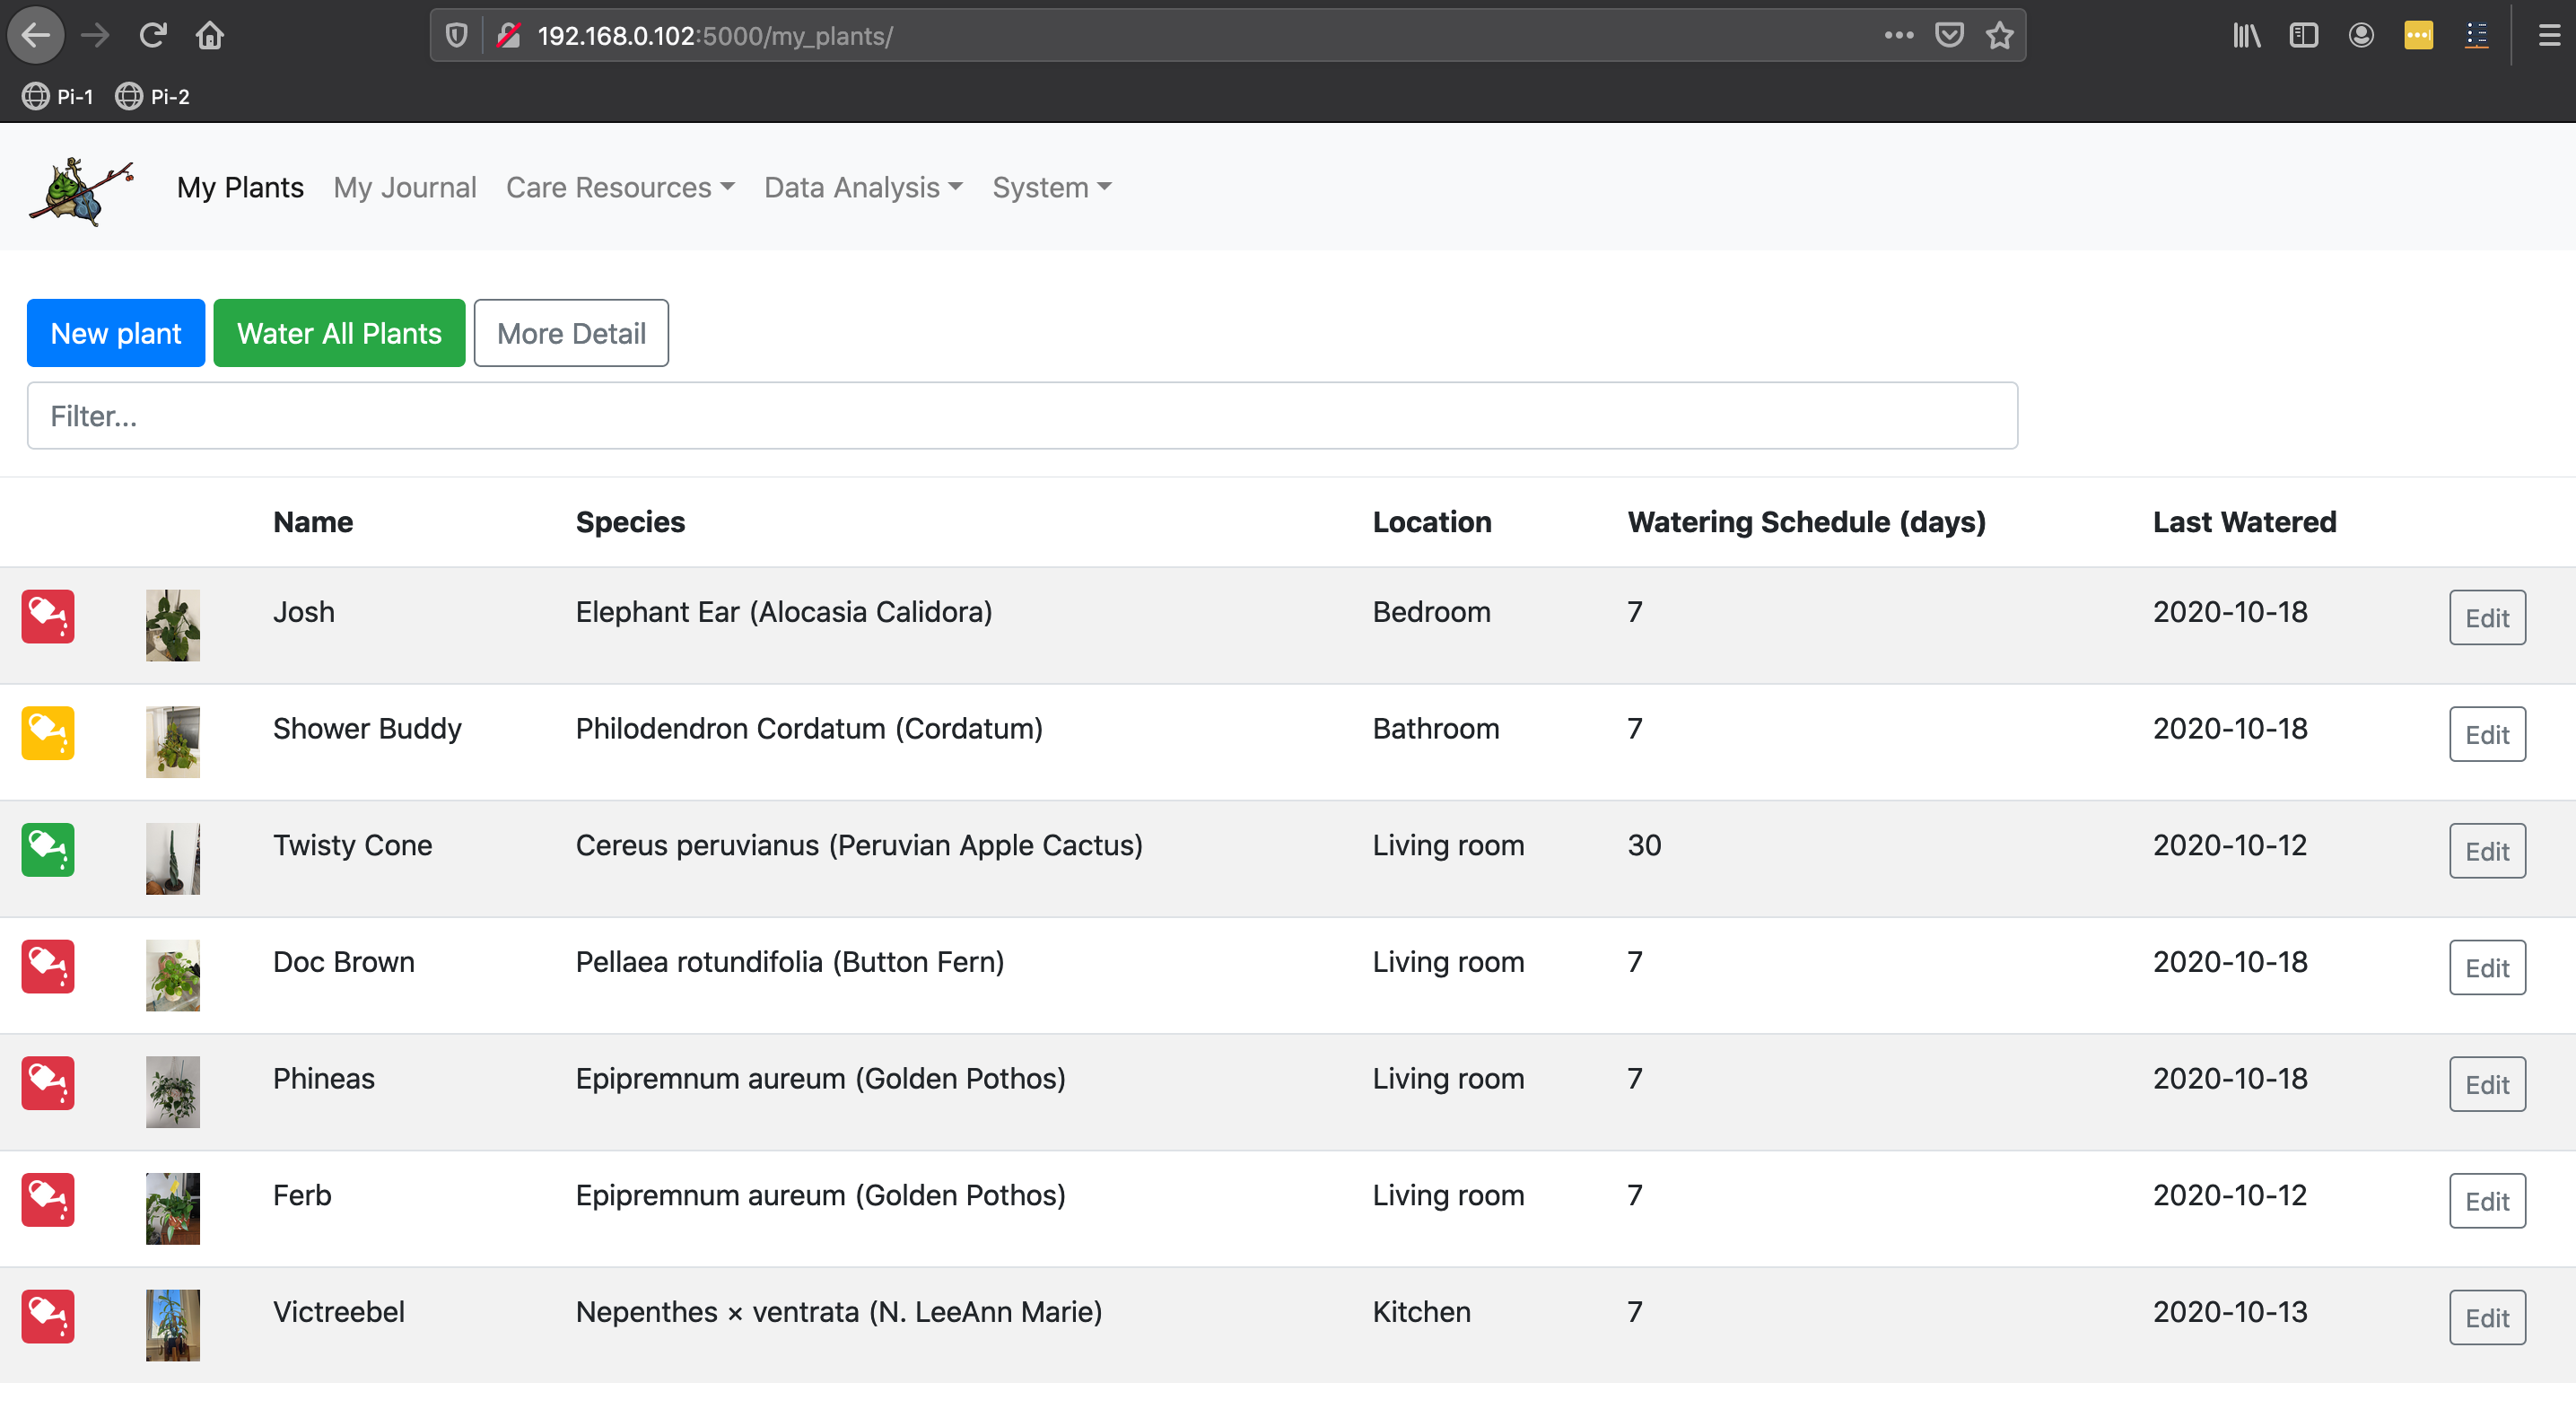 192.168.0.102:5000/my_plants/
Pi-1 Pi-2
My Plants My Journal Care Resources Data Analysis System
New plant Water All Plants More Detail
Filter...
Name Species Location Watering Schedule (days) Last Watered
Josh Elephant Ear (Alocasia Calidora) Bedroom 7 2020-10-18 Edit
Shower Buddy Philodendron Cordatum (Cordatum) Bathroom 7 2020-10-18 Edit
Twisty Cone Cereus peruvianus (Peruvian Apple Cactus) Living room 30 2020-10-12 Edit
Doc Brown Pellaea rotundifolia (Button Fern) Living room 7 2020-10-18 Edit
Phineas Epipremnum aureum (Golden Pothos) Living room 7 2020-10-18 Edit
Ferb Epipremnum aureum (Golden Pothos) Living room 7 2020-10-12 Edit
Victreebel Nepenthes × ventrata (N. LeeAnn Marie) Kitchen 7 2020-10-13 Edit